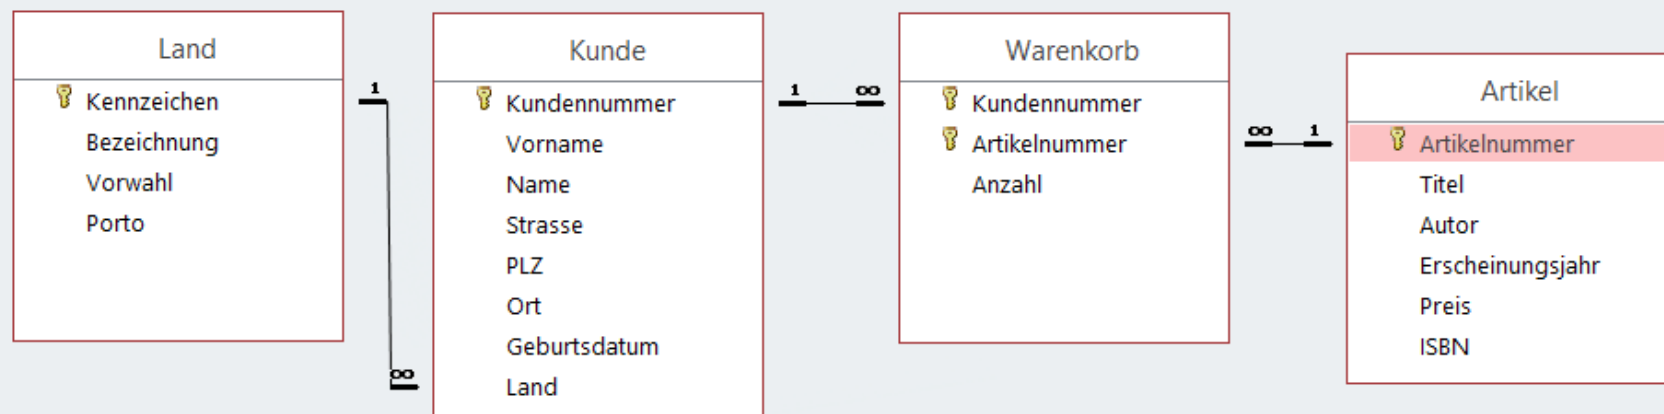 Land
Kennzeichen
Bezeichnung
Vorwahl
Porto
1
∞
Kunde
Kundennummer
Vorname
Name
Strasse
PLZ
Ort
Geburtsdatum
Land
1 ∞
Warenkorb
Kundennummer
Artikelnummer
Anzahl
∞ 1
Artikel
Artikelnummer
Titel
Autor
Erscheinungsjahr
Preis
ISBN